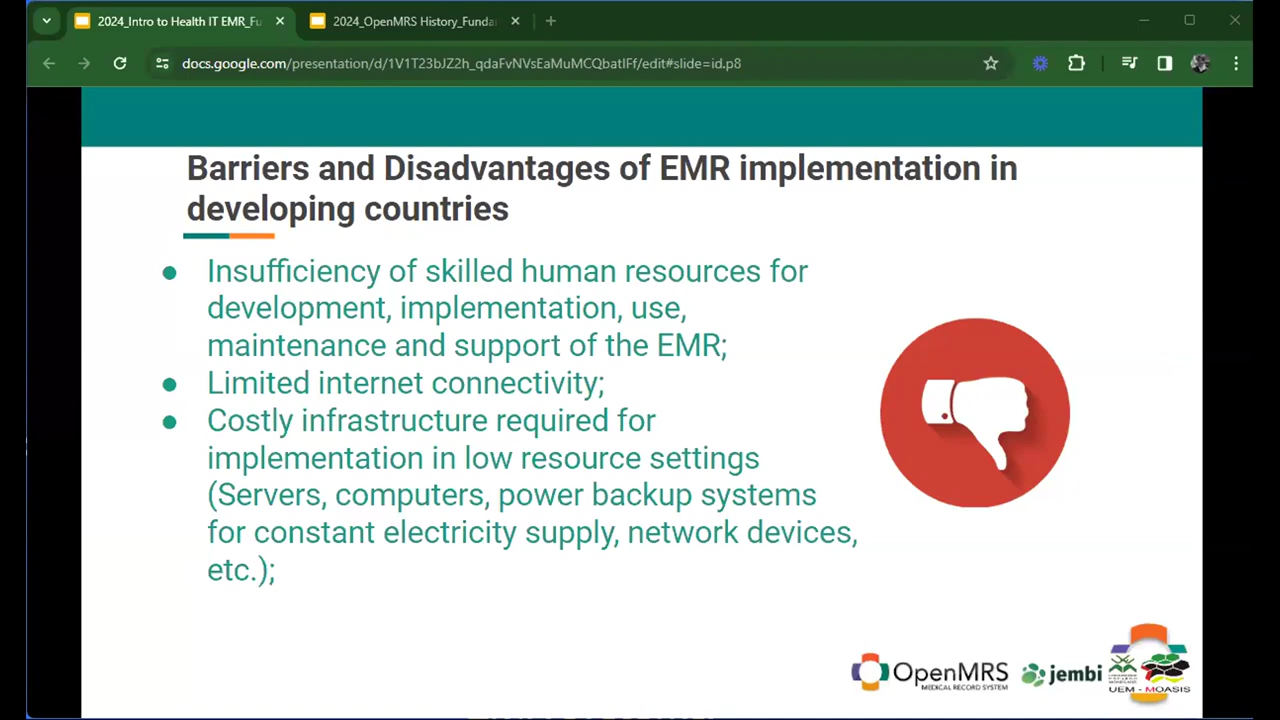 2024_Intro to Health IT EMR_Fu
2024_OpenMRS History_Funda
docs.google.com/presentation/d/1V1T23bJZ2h_qdaFvNVsEaMuMCQbatlFf/edit#slide=id.p8
Barriers and Disadvantages of EMR implementation in
developing countries
● Insufficiency of skilled human resources for
development, implementation, use,
maintenance and support of the EMR;
● Limited internet connectivity;
● Costly infrastructure required for
implementation in low resource settings
(Servers, computers, power backup systems
for constant electricity supply, network devices,
etc.);
OpenMRS
MEDICAL RECORD SYSTEM
jembi
UEM - MOASIS